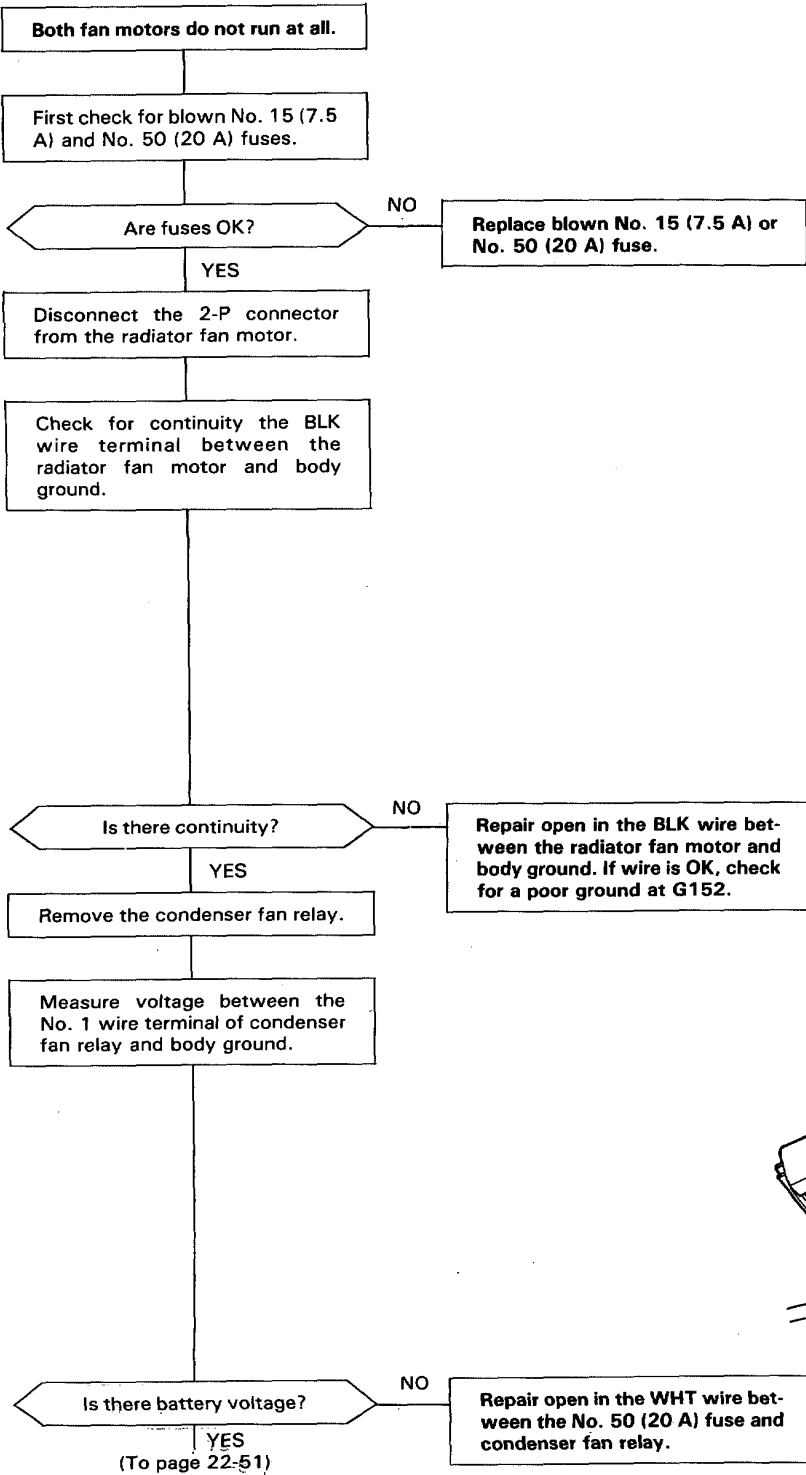 Both fan motors do not run at all.
First check for blown No. 15 (7.5
A) and No. 50 (20 A) fuses.
Are fuses OK?
NO
Replace blown No. 15 (7.5 A) or
No. 50 (20 A) fuse.
YES
Disconnect the 2-P connector
from the radiator fan motor.
Check for continuity the BLK
wire terminal between the
radiator fan motor and body
ground.
Is there continuity?
NO
Repair open in the BLK wire bet-
ween the radiator fan motor and
body ground. If wire is OK, check
for a poor ground at G152.
YES
Remove the condenser fan relay.
Measure voltage between the
No. 1 wire terminal of condenser
fan relay and body ground.
Is there battery voltage?
NO
Repair open in the WHT wire bet-
ween the No. 50 (20 A) fuse and
condenser fan relay.
YES
(To page 22-51)